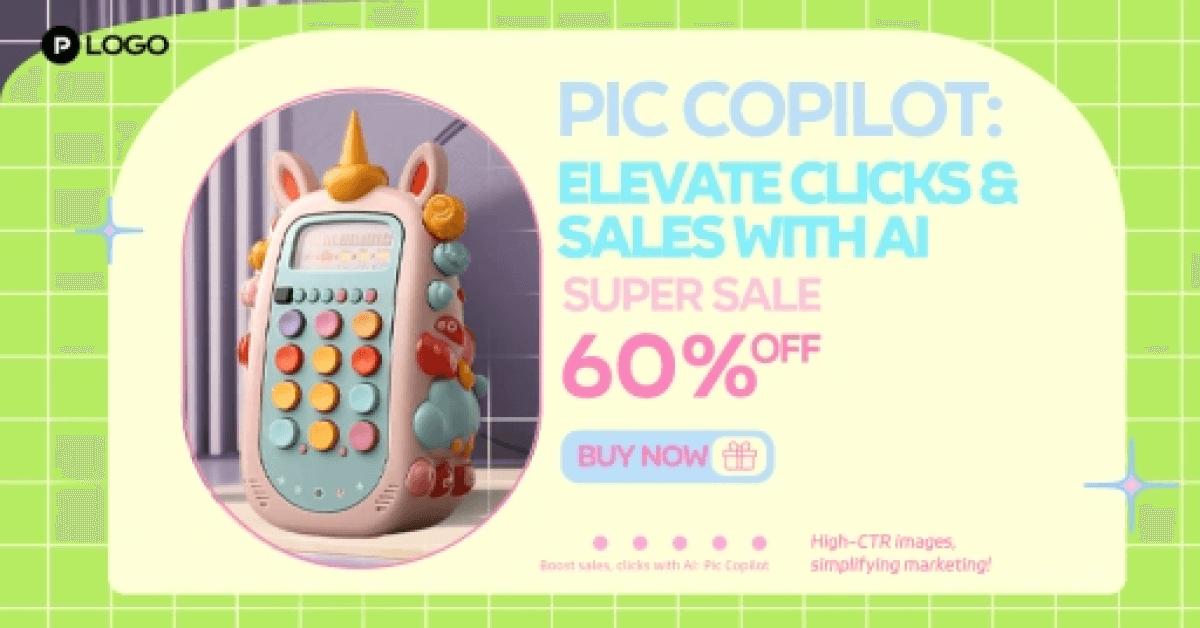 P LOGO
PIC COPILOT:
ELEVATE CLICKS &
SALES WITH AI
SUPER SALE
60% OFF
BUY NOW
High-CTR images,
simplifying marketing!
Boost sales, clicks with AI: Pic Copilot